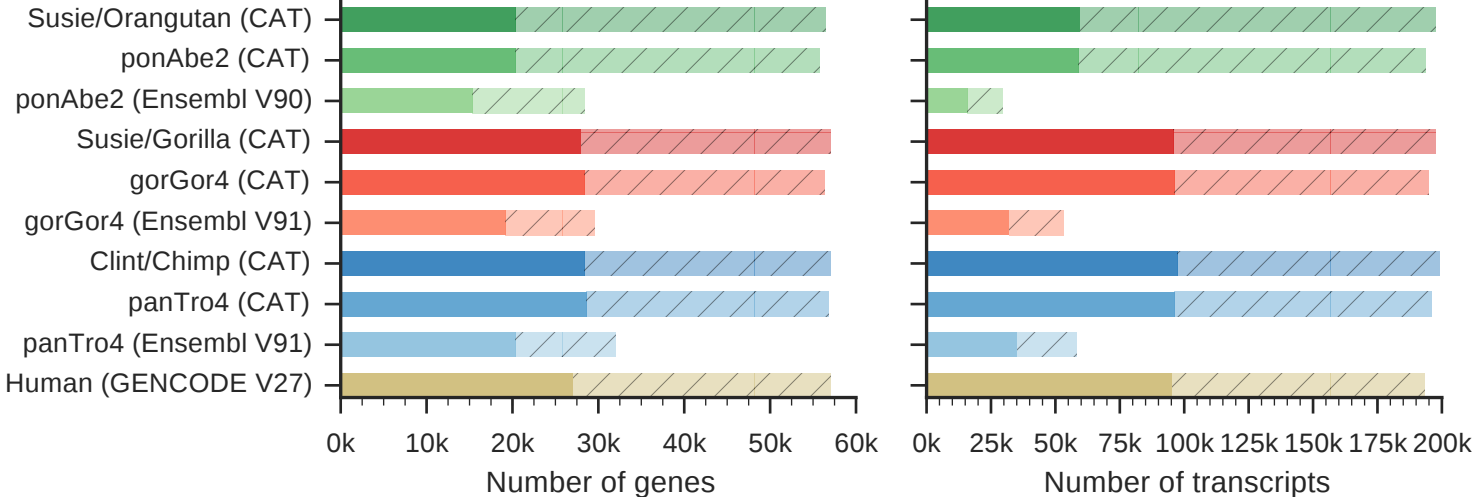 Susie/Orangutan (CAT)
ponAbe2 (CAT)
ponAbe2 (Ensembl V90)
Susie/Gorilla (CAT)
gorGor4 (CAT)
gorGor4 (Ensembl V91)
Clint/Chimp (CAT)
panTro4 (CAT)
panTro4 (Ensembl V91)
Human (GENCODE V27)
0k 10k 20k 30k 40k 50k 60k
Number of genes
0k 25k 50k 75k 100k 125k 150k 175k 200k
Number of transcripts